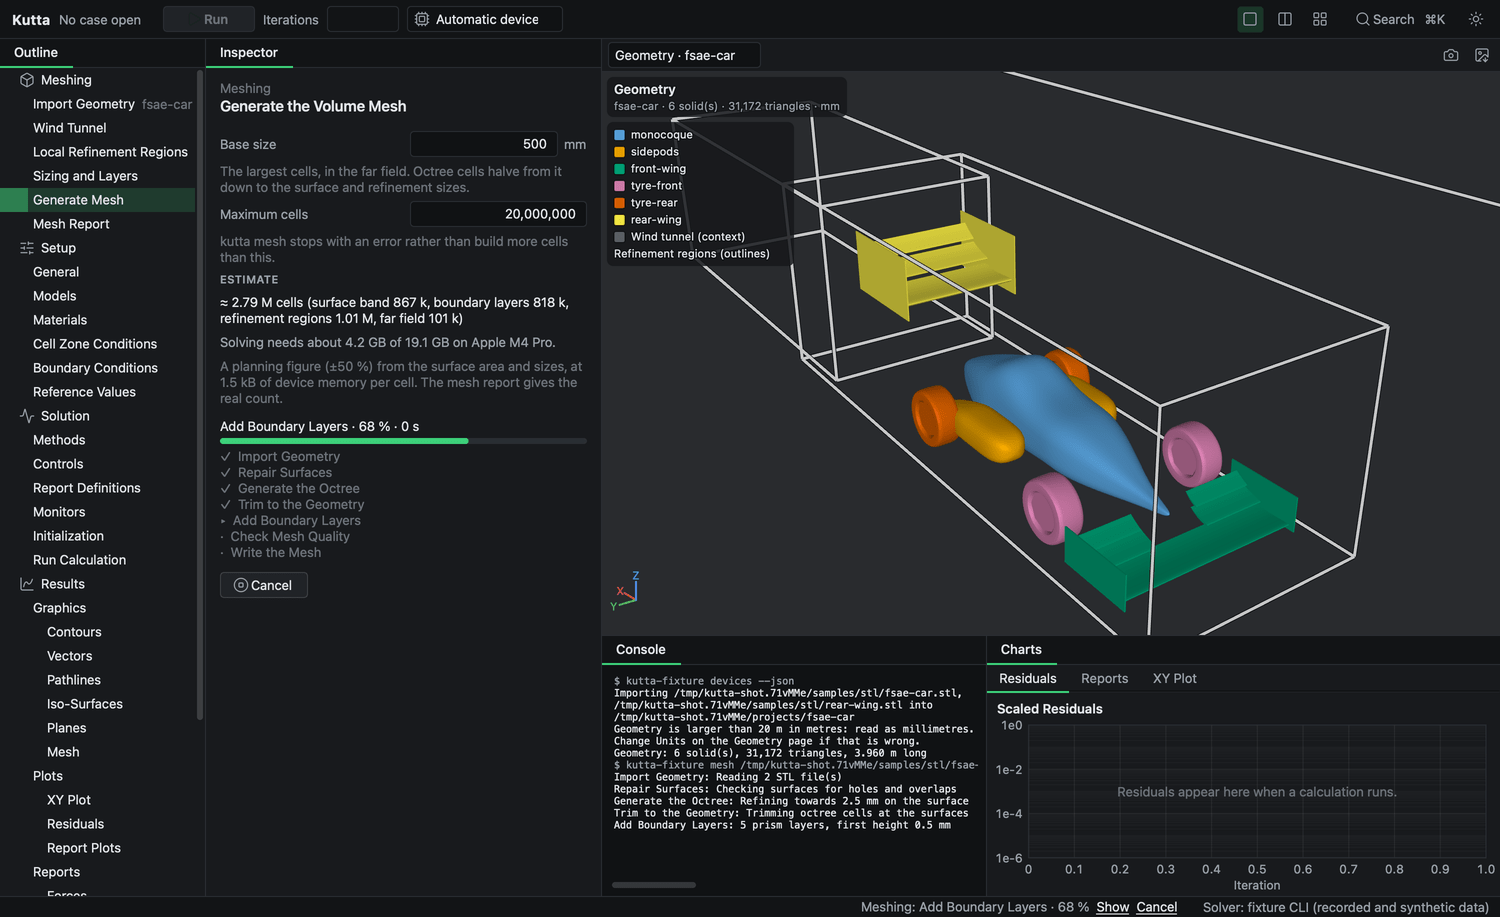 Kutta No case open Run Iterations Automatic device Search ⌘K
Outline
Meshing
Import Geometry fsae-car
Wind Tunnel
Local Refinement Regions
Sizing and Layers
Generate Mesh
Mesh Report
Setup
General
Models
Materials
Cell Zone Conditions
Boundary Conditions
Reference Values
Solution
Methods
Controls
Report Definitions
Monitors
Initialization
Run Calculation
Results
Graphics
Contours
Vectors
Pathlines
Iso-Surfaces
Planes
Mesh
Plots
XY Plot
Residuals
Report Plots
Reports
Forces
Inspector
Meshing
Generate the Volume Mesh
Base size 500 mm
The largest cells, in the far field. Octree cells halve from it
down to the surface and refinement sizes.
Maximum cells 20,000,000
kutta mesh stops with an error rather than build more cells
than this.
ESTIMATE
≈ 2.79 M cells (surface band 867 k, boundary layers 818 k,
refinement regions 1.01 M, far field 101 k)
Solving needs about 4.2 GB of 19.1 GB on Apple M4 Pro.
A planning figure (±50 %) from the surface area and sizes, at
1.5 kB of device memory per cell. The mesh report gives the
real count.
Add Boundary Layers · 68 % · 0 s
✓ Import Geometry
✓ Repair Surfaces
✓ Generate the Octree
✓ Trim to the Geometry
▸ Add Boundary Layers
· Check Mesh Quality
· Write the Mesh
Cancel
Geometry · fsae-car
Geometry
fsae-car · 6 solid(s) · 31,172 triangles · mm
monocoque
sidepods
front-wing
tyre-front
tyre-rear
rear-wing
Wind tunnel (context)
Refinement regions (outlines)
Z
X
Y
Console
$ kutta-fixture devices --json
Importing /tmp/kutta-shot.71vMMe/samples/stl/fsae-car.stl,
/tmp/kutta-shot.71vMMe/samples/stl/rear-wing.stl into
/tmp/kutta-shot.71vMMe/projects/fsae-car
Geometry is larger than 20 m in metres: read as millimetres.
Change Units on the Geometry page if that is wrong.
Geometry: 6 solid(s), 31,172 triangles, 3.960 m long
$ kutta-fixture mesh /tmp/kutta-shot.71vMMe/samples/stl/fsae-
Import Geometry: Reading 2 STL file(s)
Repair Surfaces: Checking surfaces for holes and overlaps
Generate the Octree: Refining towards 2.5 mm on the surface
Trim to the Geometry: Trimming octree cells at the surfaces
Add Boundary Layers: 5 prism layers, first height 0.5 mm
Charts
Residuals Reports XY Plot
Scaled Residuals
1e0
1e-2
1e-4
1e-6
Residuals appear here when a calculation runs.
0 0.1 0.2 0.3 0.4 0.5 0.6 0.7 0.8 0.9 1.0
Iteration
Meshing: Add Boundary Layers · 68 % Show Cancel Solver: fixture CLI (recorded and synthetic data)